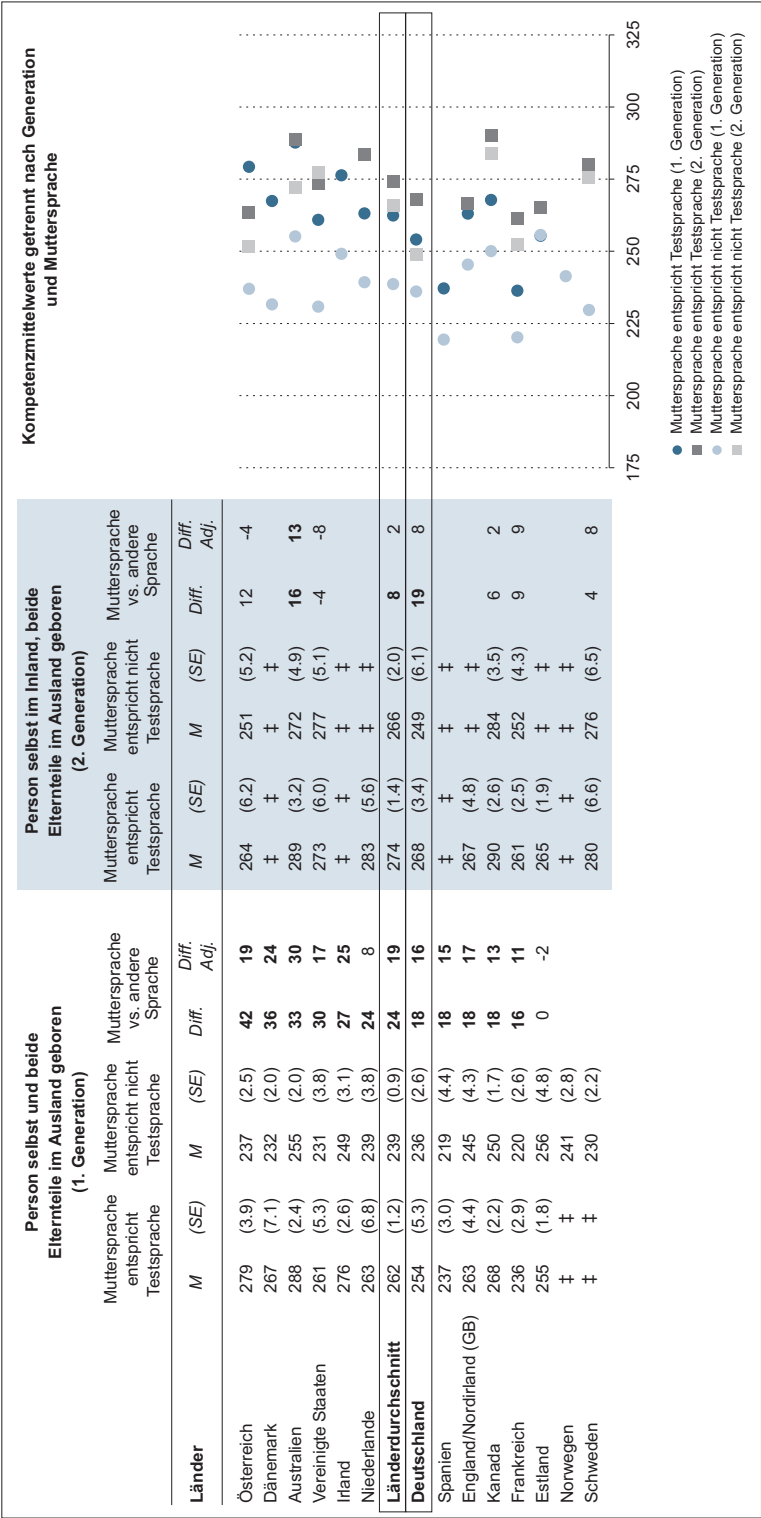 Person selbst und beide
Elternteile im Ausland geboren
(1. Generation)
Person selbst im Inland, beide
Elternteile im Ausland geboren
(2. Generation)
Kompetenzmittelwerte getrennt nach Generation
und Muttersprache
Muttersprache entspricht Testsprache
Muttersprache entspricht nicht Testsprache
Muttersprache vs. andere Sprache
Muttersprache entspricht Testsprache
Muttersprache entspricht nicht Testsprache
Muttersprache vs. andere Sprache
Länder M (SE) M (SE) Diff. Diff. Adj. M (SE) M (SE) Diff. Diff. Adj.
Österreich 279 (3.9) 237 (2.5) 42 19 264 (6.2) 251 (5.2) 12 -4
Dänemark 267 (7.1) 232 (2.0) 36 24 ‡ ‡ ‡ ‡
Australien 288 (2.4) 255 (2.0) 33 30 289 (3.2) 272 (4.9) 16 13
Vereinigte Staaten 261 (5.3) 231 (3.8) 30 17 273 (6.0) 277 (5.1) -4 -8
Irland 276 (2.6) 249 (3.1) 27 25 ‡ ‡ ‡ ‡
Niederlande 263 (6.8) 239 (3.8) 24 8 283 (5.6) ‡ ‡
Länderdurchschnitt 262 (1.2) 239 (0.9) 24 19 274 (1.4) 266 (2.0) 8 2
Deutschland 254 (5.3) 236 (2.6) 18 16 268 (3.4) 249 (6.1) 19 8
Spanien 237 (3.0) 219 (4.4) 18 15 ‡ ‡ ‡ ‡
England/Nordirland (GB) 263 (4.4) 245 (4.3) 18 17 267 (4.8) ‡ ‡
Kanada 268 (2.2) 250 (1.7) 18 13 290 (2.6) 284 (3.5) 6 2
Frankreich 236 (2.9) 220 (2.6) 16 11 261 (2.5) 252 (4.3) 9 9
Estland 255 (1.8) 256 (4.8) 0 -2 265 (1.9) ‡ ‡
Norwegen ‡ ‡ 241 (2.8) ‡ ‡ ‡ ‡
Schweden ‡ ‡ 230 (2.2) 280 (6.6) 276 (6.5) 4 8
175 200 225 250 275 300 325
Muttersprache entspricht Testsprache (1. Generation)
Muttersprache entspricht Testsprache (2. Generation)
Muttersprache entspricht nicht Testsprache (1. Generation)
Muttersprache entspricht nicht Testsprache (2. Generation)